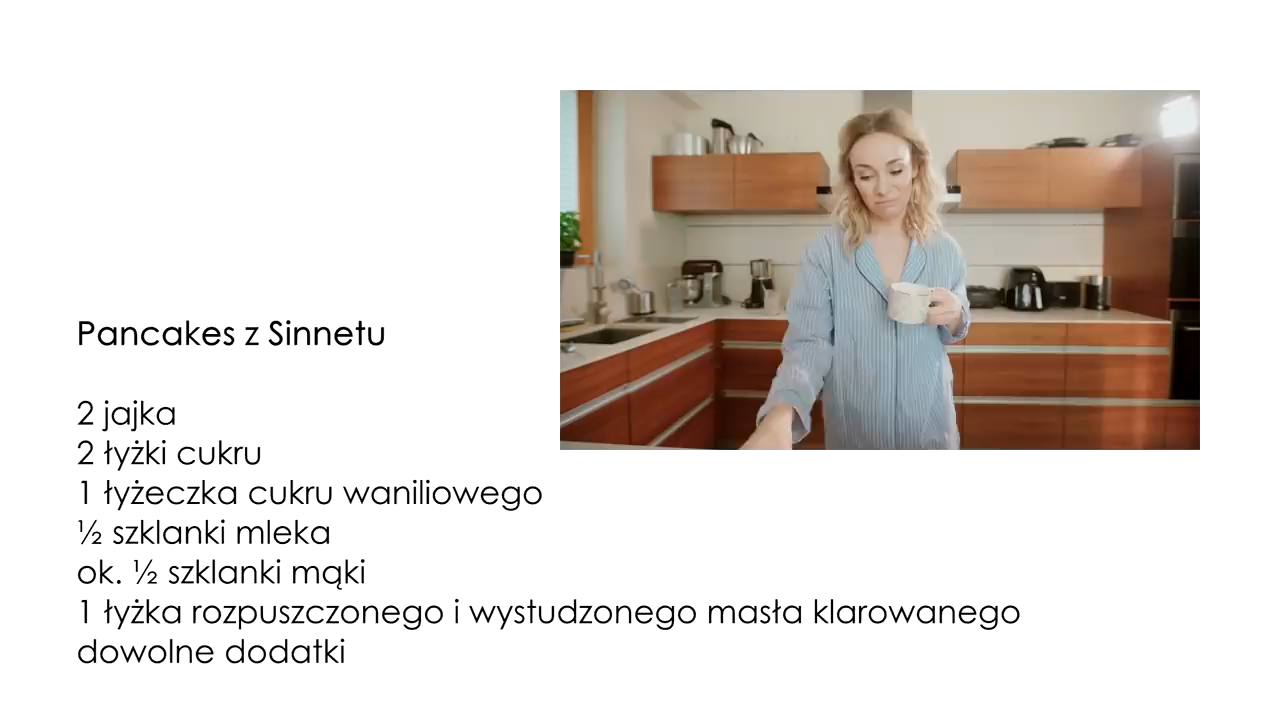 Pancakes z Sinnetu
2 jajka
2 łyżki cukru
1 łyżeczka cukru waniliowego
½ szklanki mleka
ok. ½ szklanki mąki
1 łyżka rozpuszczonego i wystudzonego masła klarowanego
dowolne dodatki